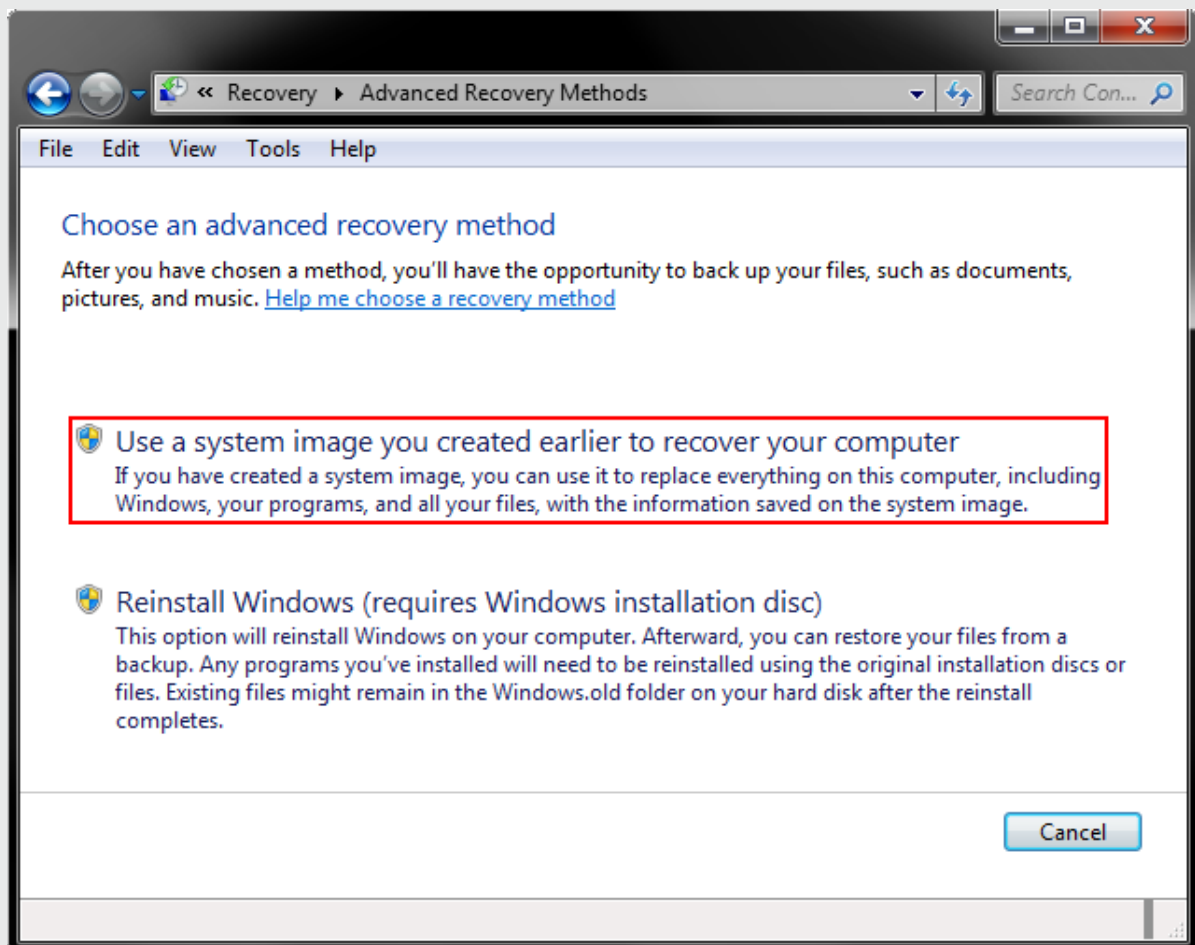 « Recovery ▸ Advanced Recovery Methods
Search Con...
File Edit View Tools Help
Choose an advanced recovery method
After you have chosen a method, you'll have the opportunity to back up your files, such as documents,
pictures, and music. Help me choose a recovery method
Use a system image you created earlier to recover your computer
If you have created a system image, you can use it to replace everything on this computer, including
Windows, your programs, and all your files, with the information saved on the system image.
Reinstall Windows (requires Windows installation disc)
This option will reinstall Windows on your computer. Afterward, you can restore your files from a
backup. Any programs you've installed will need to be reinstalled using the original installation discs or
files. Existing files might remain in the Windows.old folder on your hard disk after the reinstall
completes.
Cancel